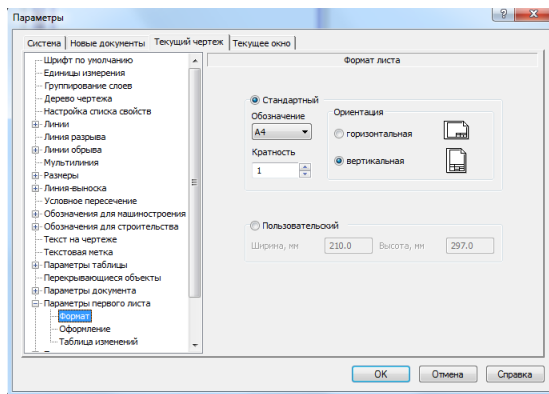 Параметры
Система Новые документы Текущий чертеж Текущее окно
Шрифт по умолчанию
Единицы измерения
Группирование слоев
Дерево чертежа
Настройка списка свойств
Линии
Линия разрыва
Линии обрыва
Мультилиния
Размеры
Линия-выноска
Условное пересечение
Обозначения для машиностроения
Обозначения для строительства
Текст на чертеже
Текстовая метка
Параметры таблицы
Перекрывающиеся объекты
Параметры документа
Параметры первого листа
Формат
Оформление
Таблица изменений
Формат листа
Стандартный
Обозначение
A4
Кратность
1
Ориентация
горизонтальная
вертикальная
Пользовательский
Ширина, мм 210.0 Высота, мм 297.0
OK Отмена Справка